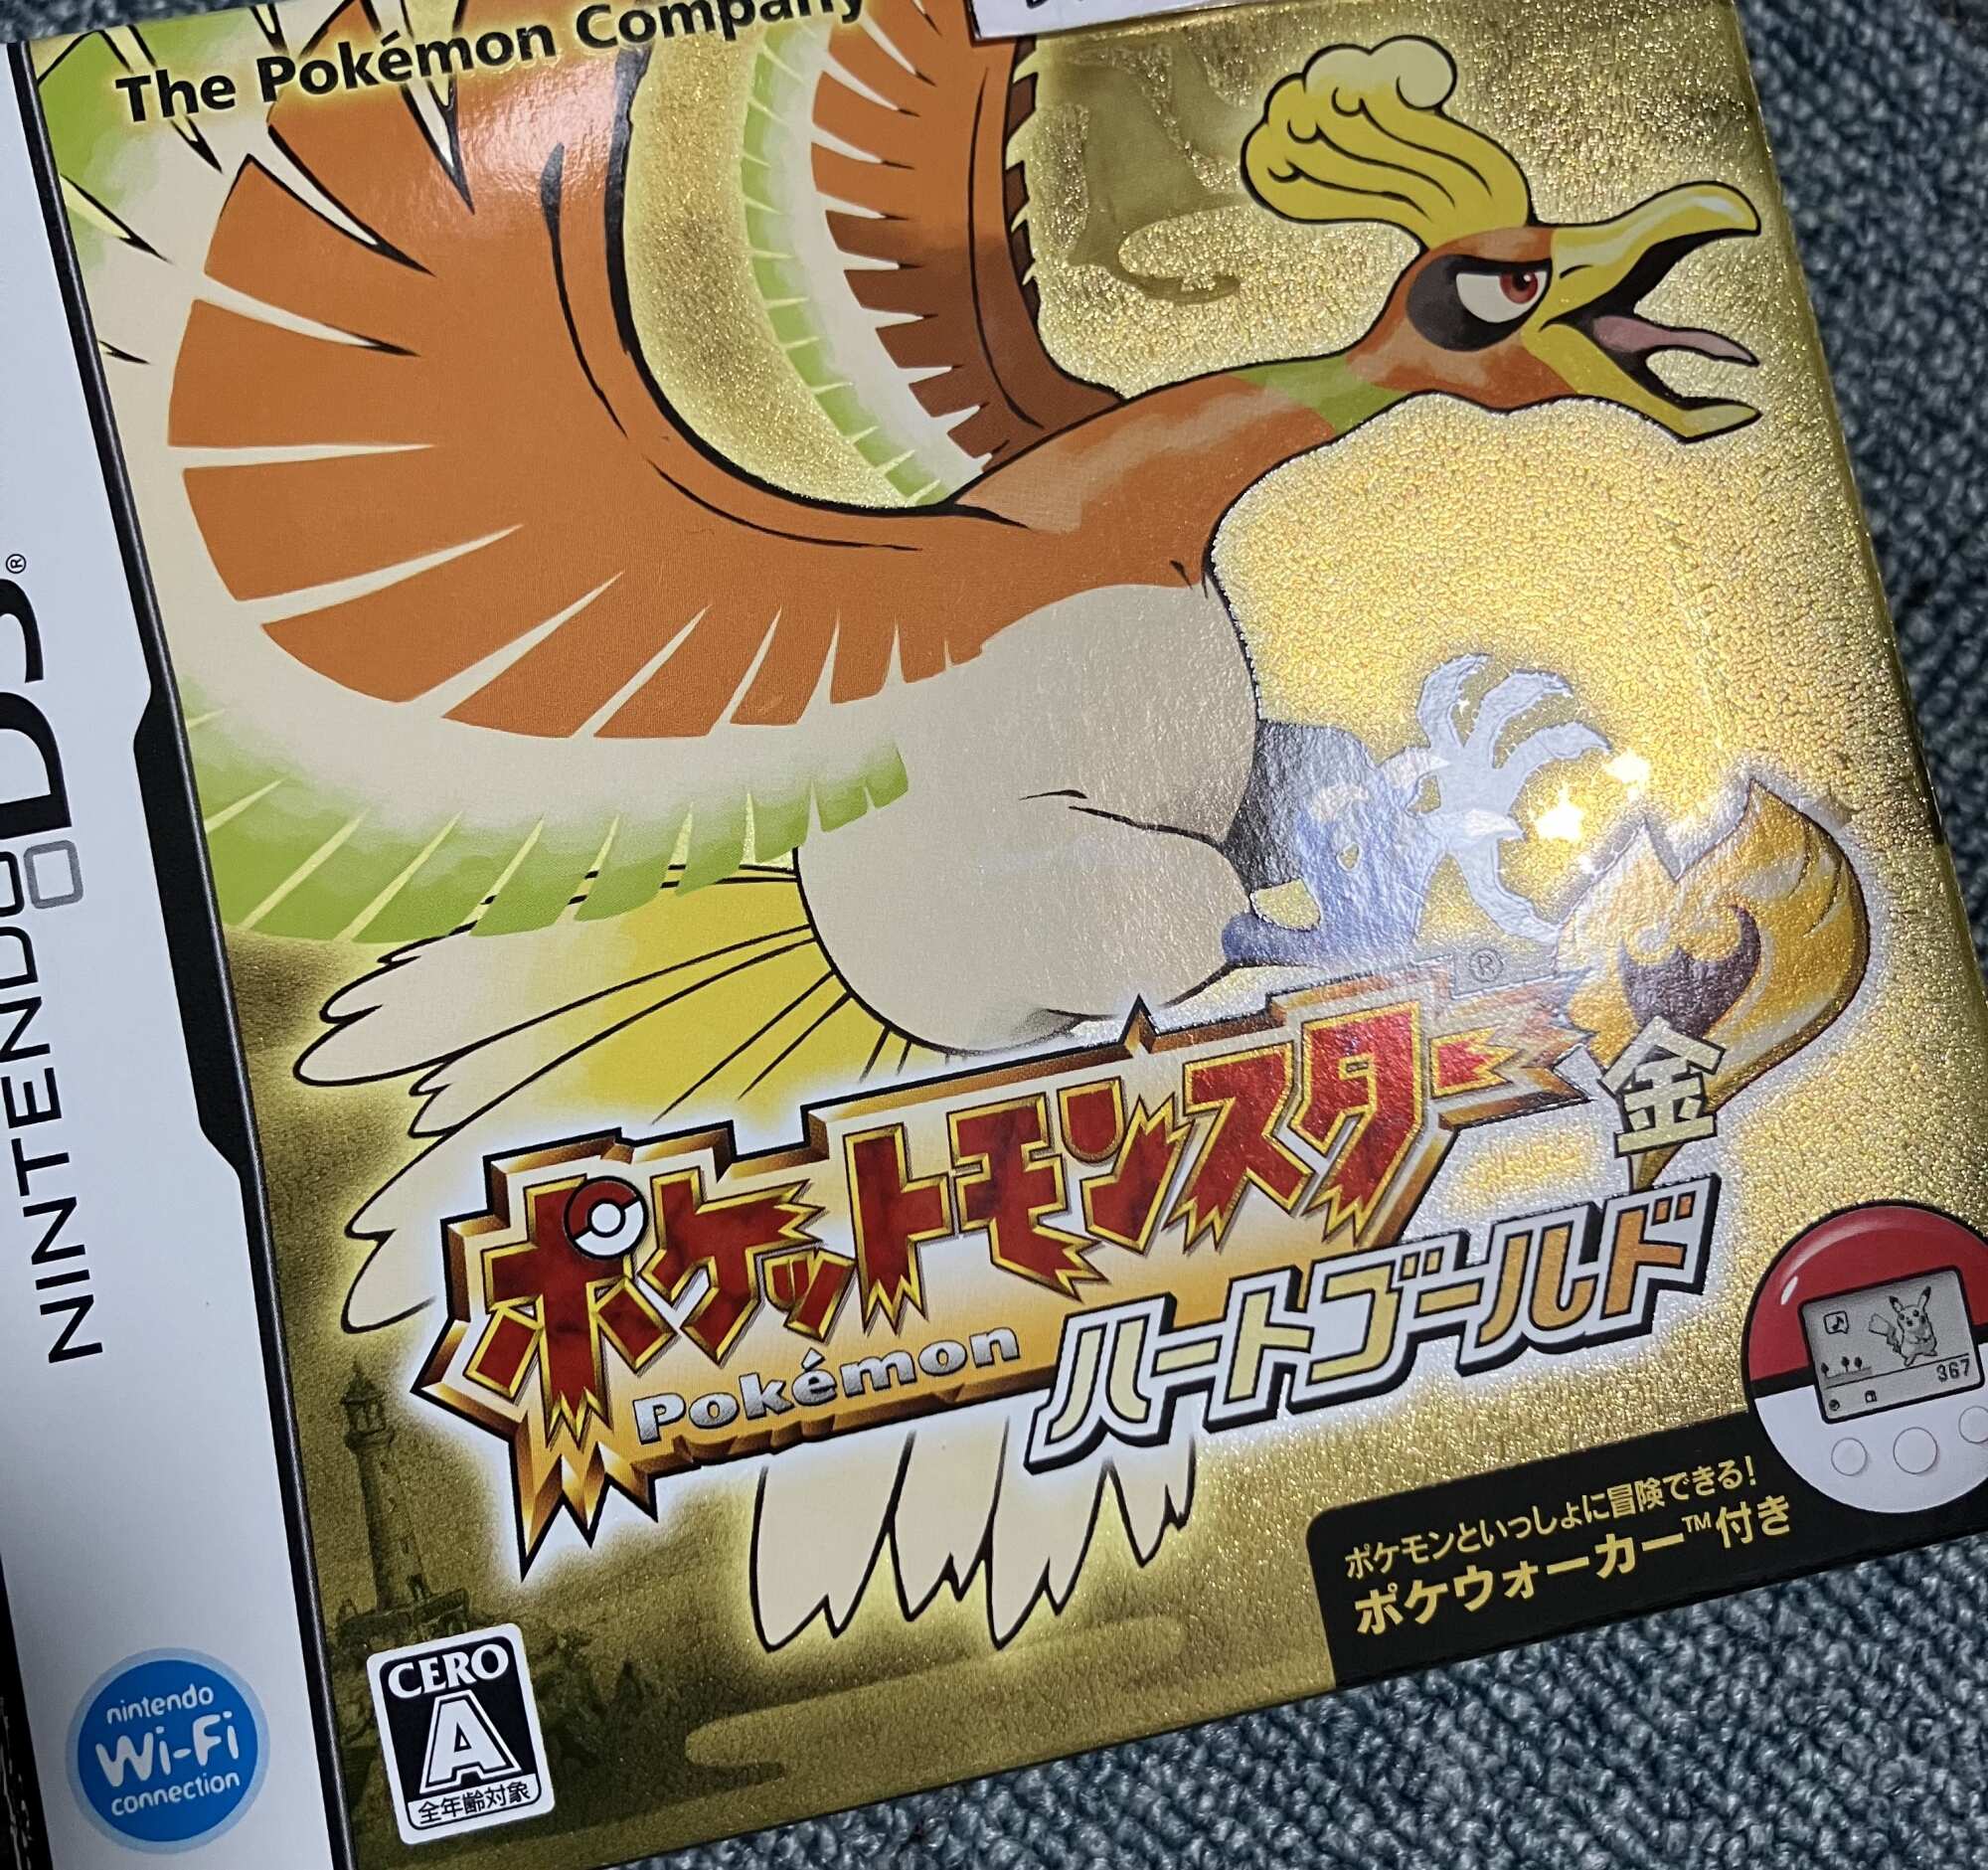 The Pokémon Company
NINTENDO DS®
ポケットモンスター®
Pokémon
金
ハートゴールド
367
ポケモンといっしょに冒険できる!
ポケウォーカー™付き
CERO
A
全年齢対象
nintendo
Wi-Fi
connection